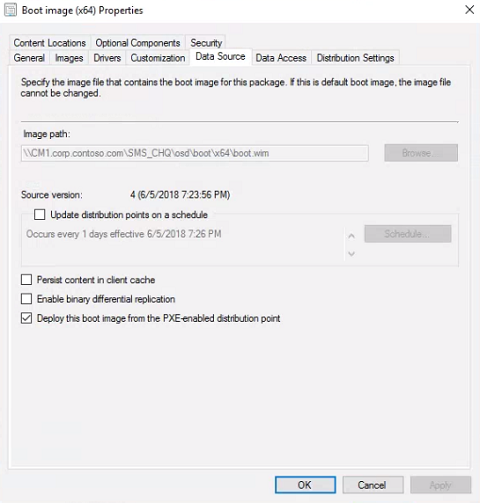 Boot image (x64) Properties
Content Locations Optional Components Security
General Images Drivers Customization Data Source Data Access Distribution Settings
Specify the image file that contains the boot image for this package. If this is default boot image, the image file
cannot be changed.
Image path:
\\CM1.corp.contoso.com\SMS_CHQ\osd\boot\x64\boot.wim Browse...
Source version: 4 (6/5/2018 7:23:56 PM)
Update distribution points on a schedule
Occurs every 1 days effective 6/5/2018 7:26 PM Schedule...
Persist content in client cache
Enable binary differential replication
Deploy this boot image from the PXE-enabled distribution point
OK Cancel Apply